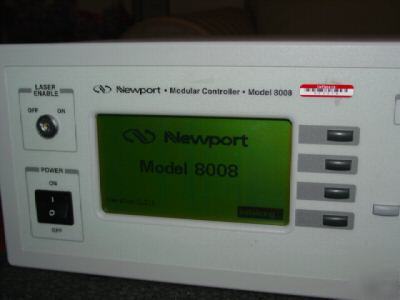 LASER
ENABLE
OFF ON
Newport • Modular Controller • Model 8008
Newport
Model 8008
POWER
ON
I
O
OFF